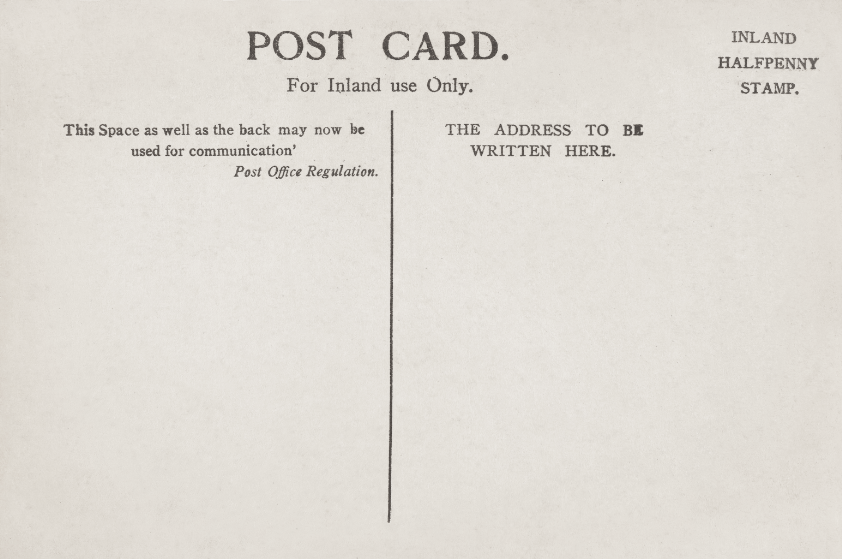 POST CARD.
For Inland use Only.
INLAND
HALFPENNY
STAMP.
This Space as well as the back may now be
used for communication'
Post Office Regulation.
THE ADDRESS TO BE
WRITTEN HERE.